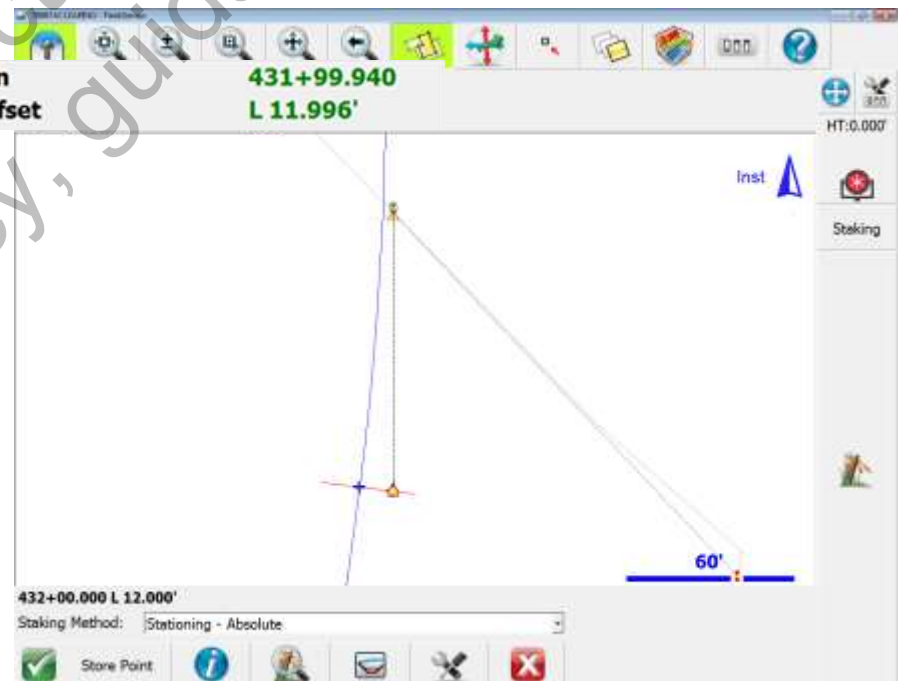 431+99.940
L 11.996'
HT:0.000'
Inst
Staking
60'
432+00.000 L 12.000'
Staking Method: Stationing - Absolute
Store Point